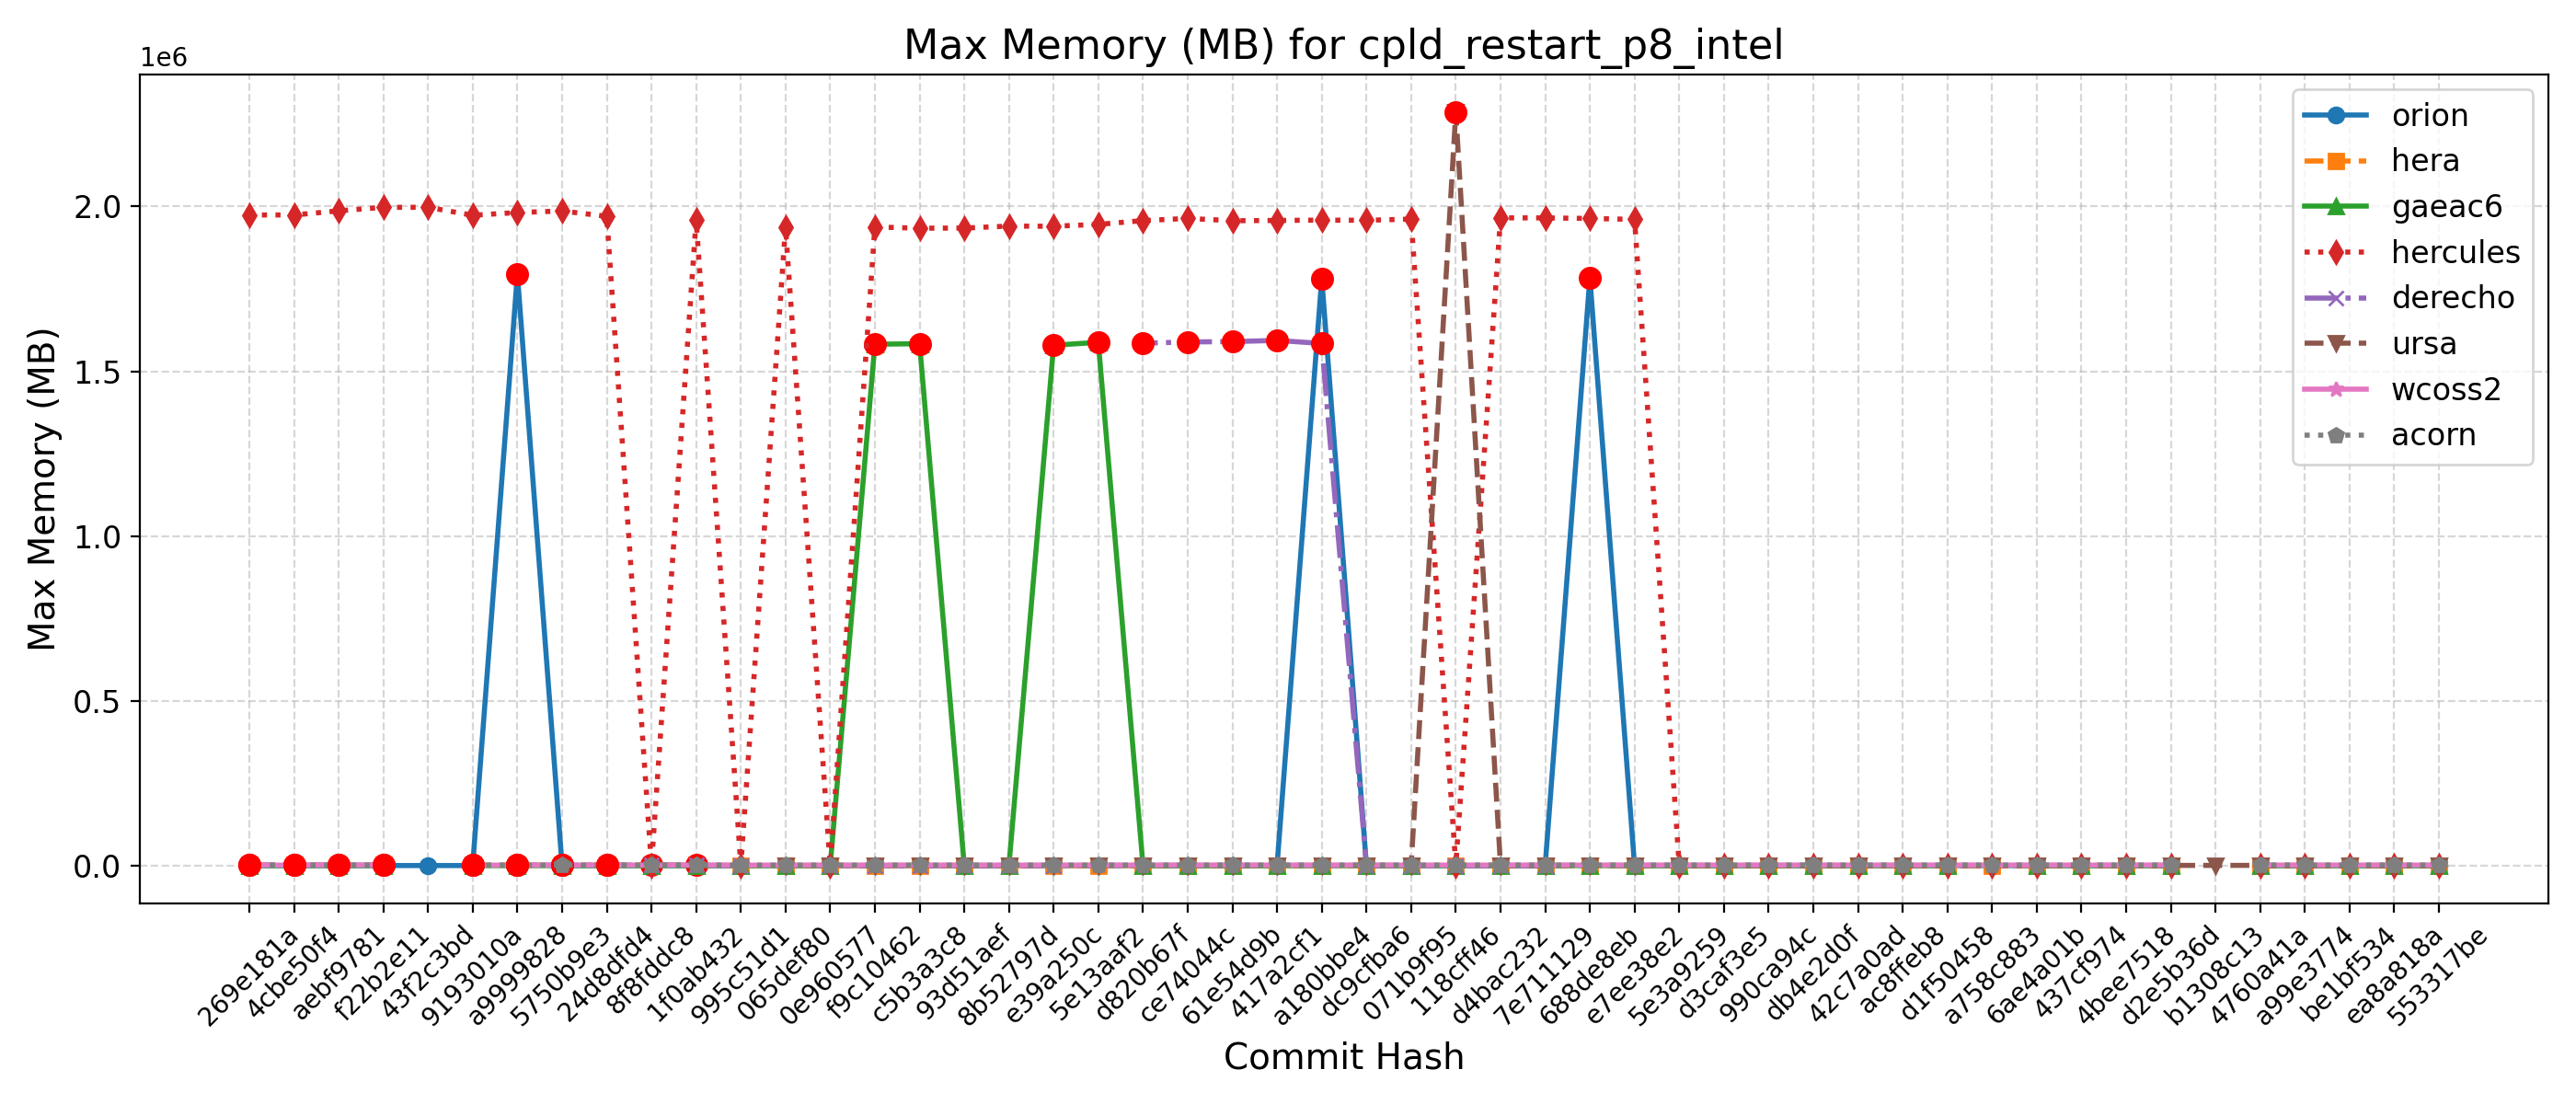 Max Memory (MB) for cpld_restart_p8_intel
1e6
Max Memory (MB)
2.0
1.5
1.0
0.5
0.0
orion
hera
gaeac6
hercules
derecho
ursa
wcoss2
acorn
269e181a
4cbe50f4
aebf9781
f22b2e11
43f2c3bd
9193010a
a9999828
5750b9e3
24d8dfd4
8f8fddc8
1f0ab432
995c51d1
065def80
0e960577
f9c10462
c5b3a3c8
93d51aef
8b52797d
e39a250c
5e13aaf2
d820b67f
ce74044c
61e54d9b
417a2cf1
a180bbe4
dc9cfba6
071b9f95
118cff46
d4bac232
7e711129
688de8eb
e7ee38e2
5e3a9259
d3caf3e5
990ca94c
db4e2d0f
42c7a0ad
ac8ffeb8
d1f50458
a758c883
6ae4a01b
437cf974
4bee7518
d2e5b36d
b1308c13
4760a41a
a99e3774
be1bf534
ea8a818a
553317be
Commit Hash